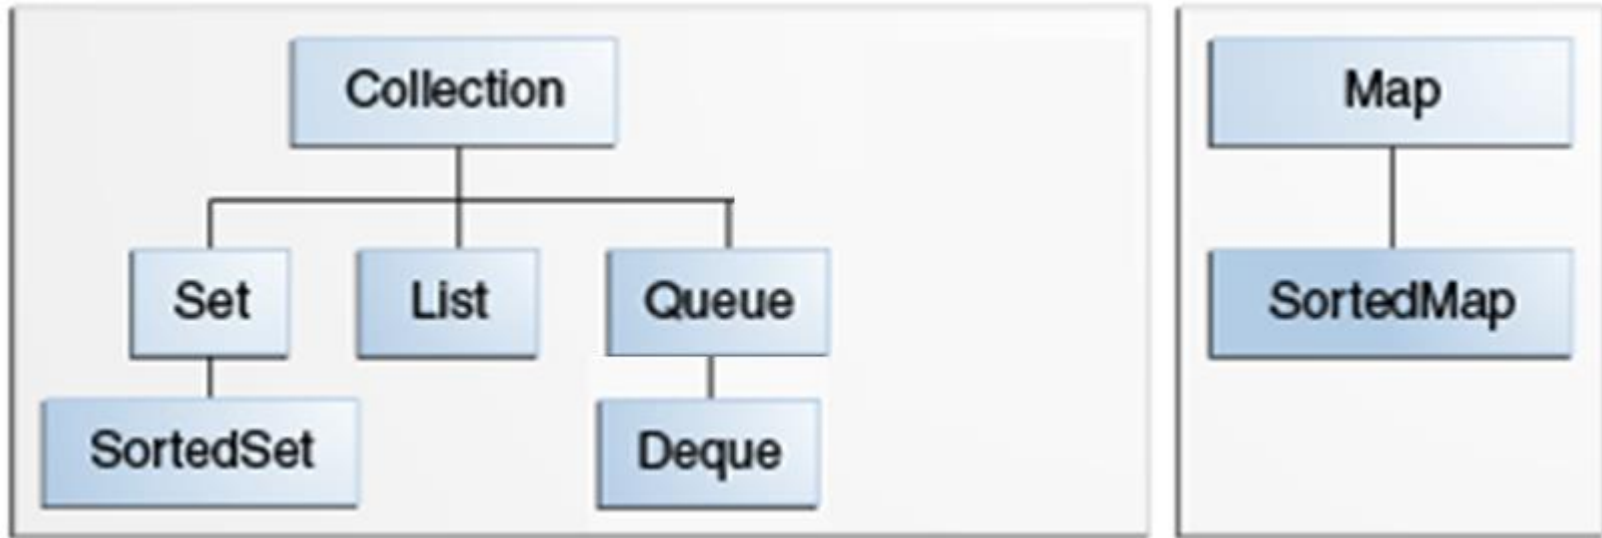 Collection
Map
Set
List
Queue
SortedMap
SortedSet
Deque